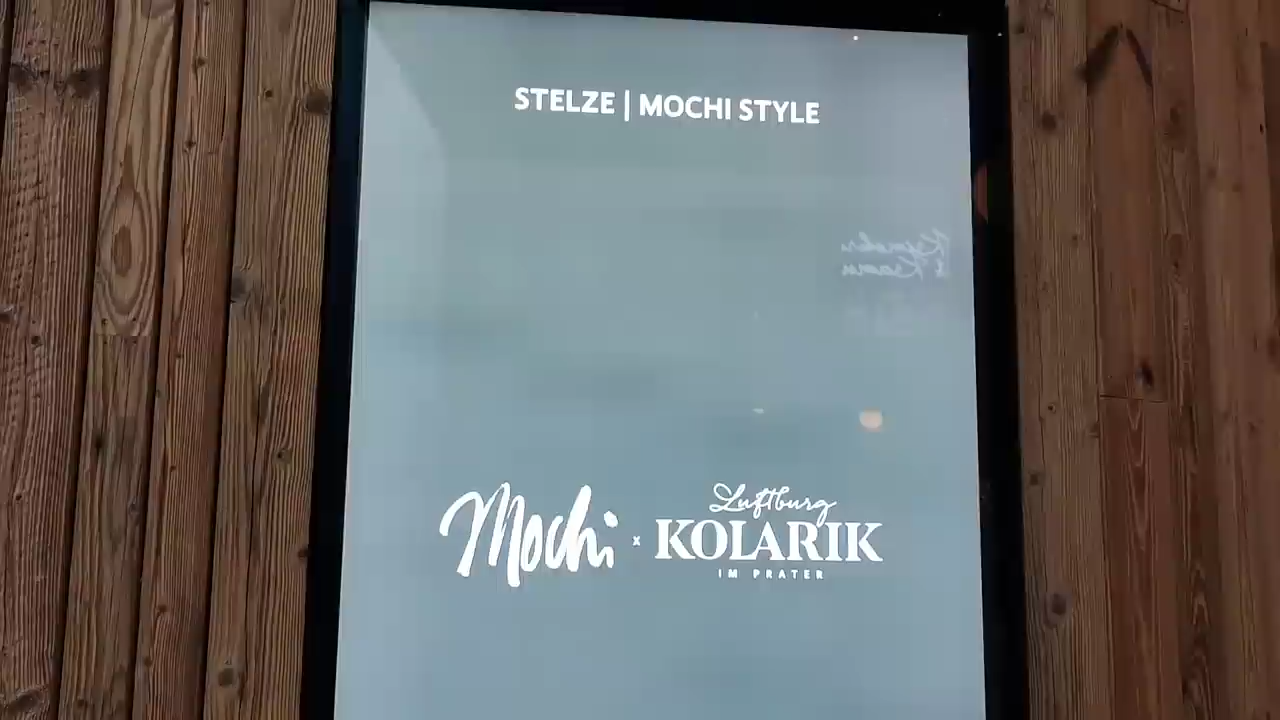 STELZE | MOCHI STYLE
Mochi x Luftburg
KOLARIK
IM PRATER